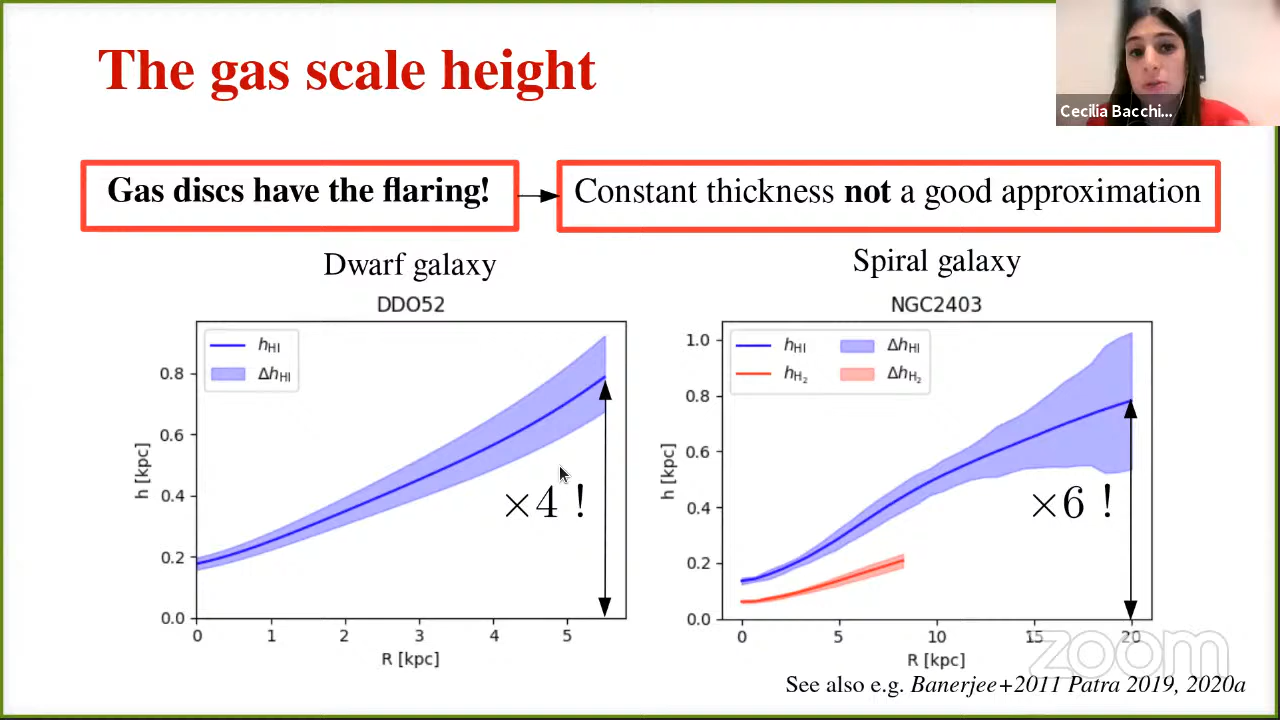 The gas scale height
Cecilia Bacchi...
Gas discs have the flaring!
Constant thickness not a good approximation
Dwarf galaxy
Spiral galaxy
DDO52
h_HI
Δh_HI
0.8
0.6
0.4
0.2
0.0
h [kpc]
×4 !
0 1 2 3 4 5
R [kpc]
NGC2403
h_HI
h_H₂
Δh_HI
Δh_H₂
1.0
0.8
0.6
0.4
0.2
0.0
h [kpc]
×6 !
0 5 10 15 20
R [kpc]
zoom
See also e.g. Banerjee+2011 Patra 2019, 2020a